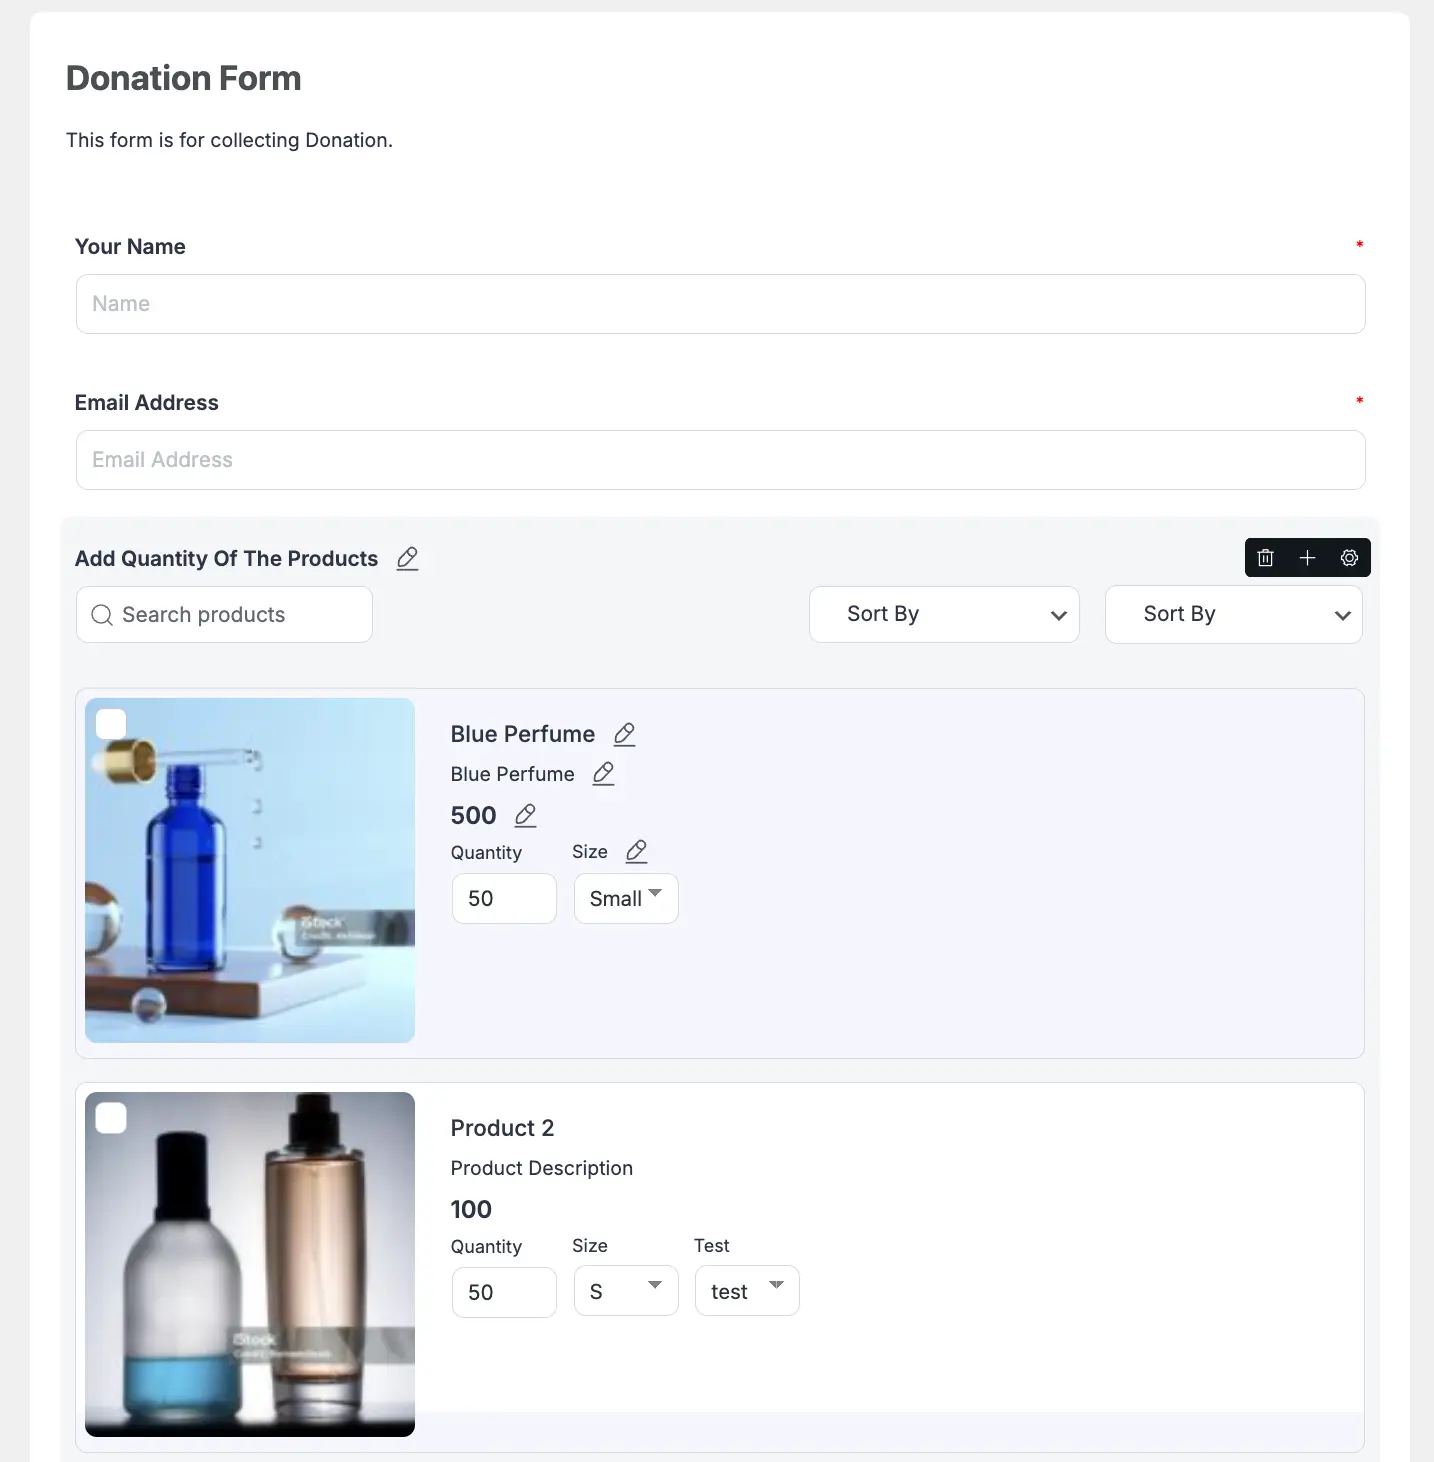 Donation Form
This form is for collecting Donation.
Your Name *
Name
Email Address *
Email Address
Add Quantity Of The Products
Search products
Sort By
Sort By
Blue Perfume
Blue Perfume
500
Quantity Size
50 Small
iStock
Product 2
Product Description
100
Quantity Size Test
50 S test
iStock